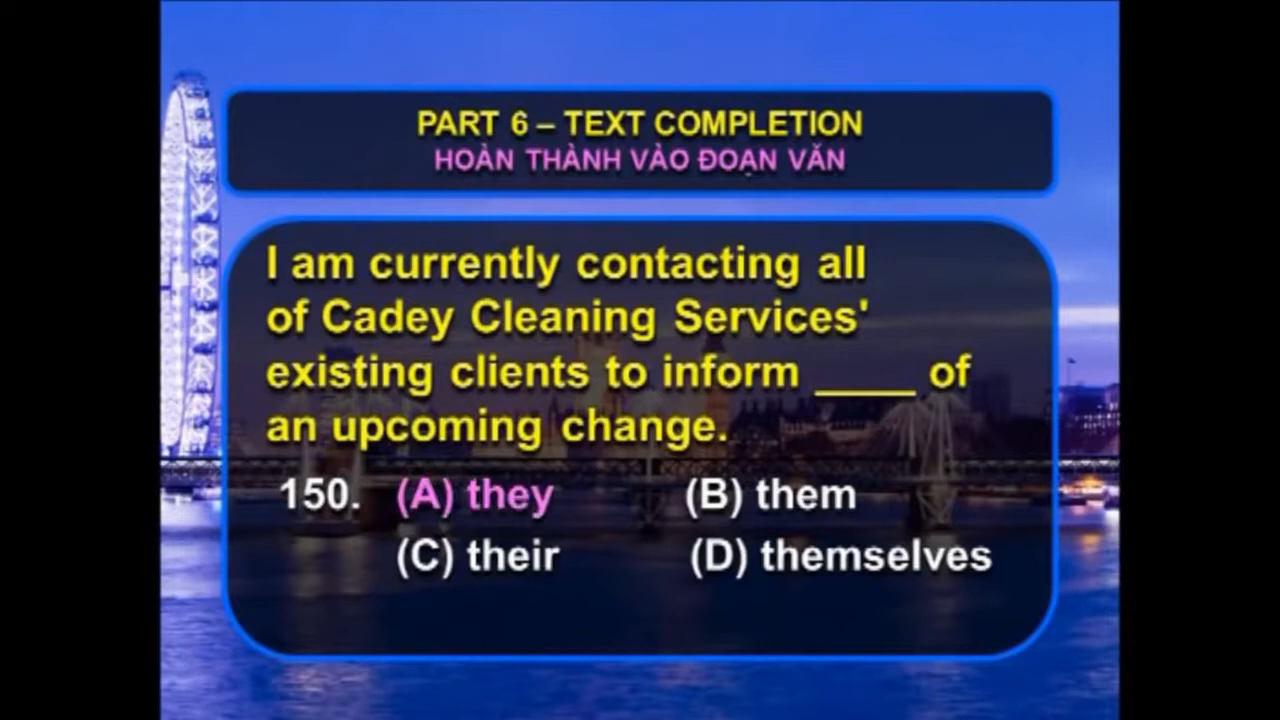 PART 6 – TEXT COMPLETION
HOÀN THÀNH VÀO ĐOẠN VĂN
I am currently contacting all
of Cadey Cleaning Services'
existing clients to inform ____ of
an upcoming change.
150. (A) they (B) them
(C) their (D) themselves